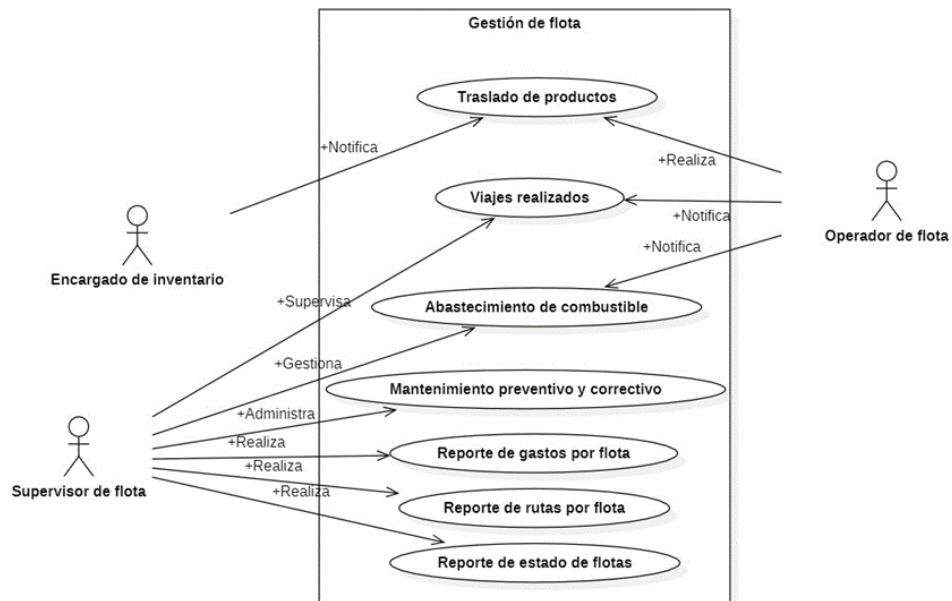 Gestión de flota
Traslado de productos
+Notifica
+Realiza
Viajes realizados
+Notifica
Operador de flota
+Notifica
Encargado de inventario
+Supervisa
Abastecimiento de combustible
+Gestiona
Mantenimiento preventivo y correctivo
+Administra
+Realiza
Reporte de gastos por flota
+Realiza
Supervisor de flota
+Realiza
Reporte de rutas por flota
Reporte de estado de flotas